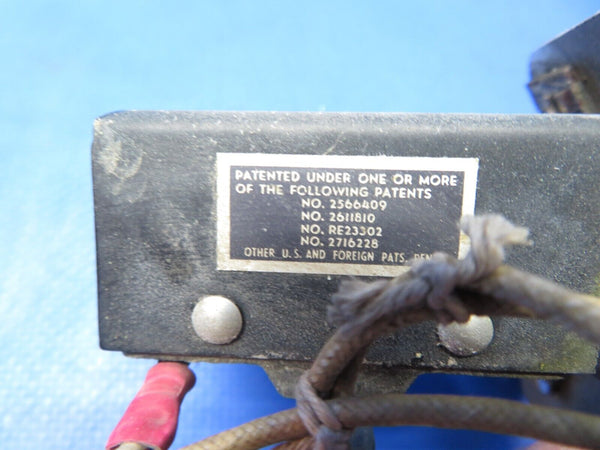 PATENTED UNDER ONE OR MORE
OF THE FOLLOWING PATENTS
NO. 2566409
NO. 2611810
NO. RE23302
NO. 2716228
OTHER U.S. AND FOREIGN PATS.